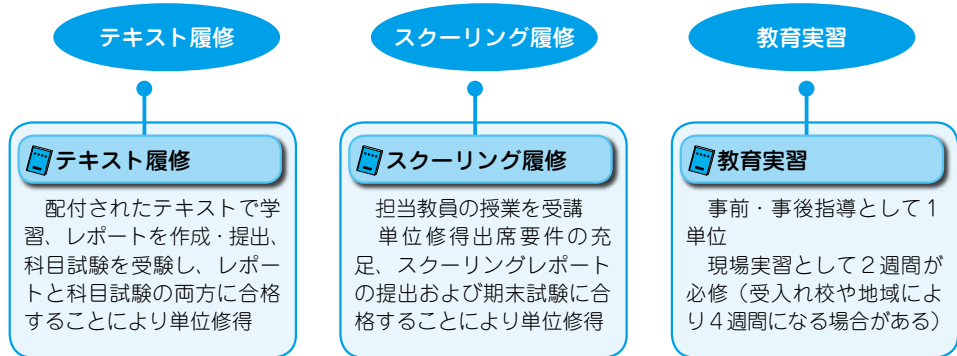 テキスト履修
スクーリング履修
教育実習
テキスト履修
配付されたテキストで学
習、レポートを作成・提出、
科目試験を受験し、レポー
トと科目試験の両方に合格
することにより単位修得
スクーリング履修
担当教員の授業を受講
単位修得出席要件の充
足、スクーリングレポート
の提出および期末試験に合
格することにより単位修得
教育実習
事前・事後指導として１
単位
現場実習として２週間が
必修（受入れ校や地域によ
り４週間になる場合がある）